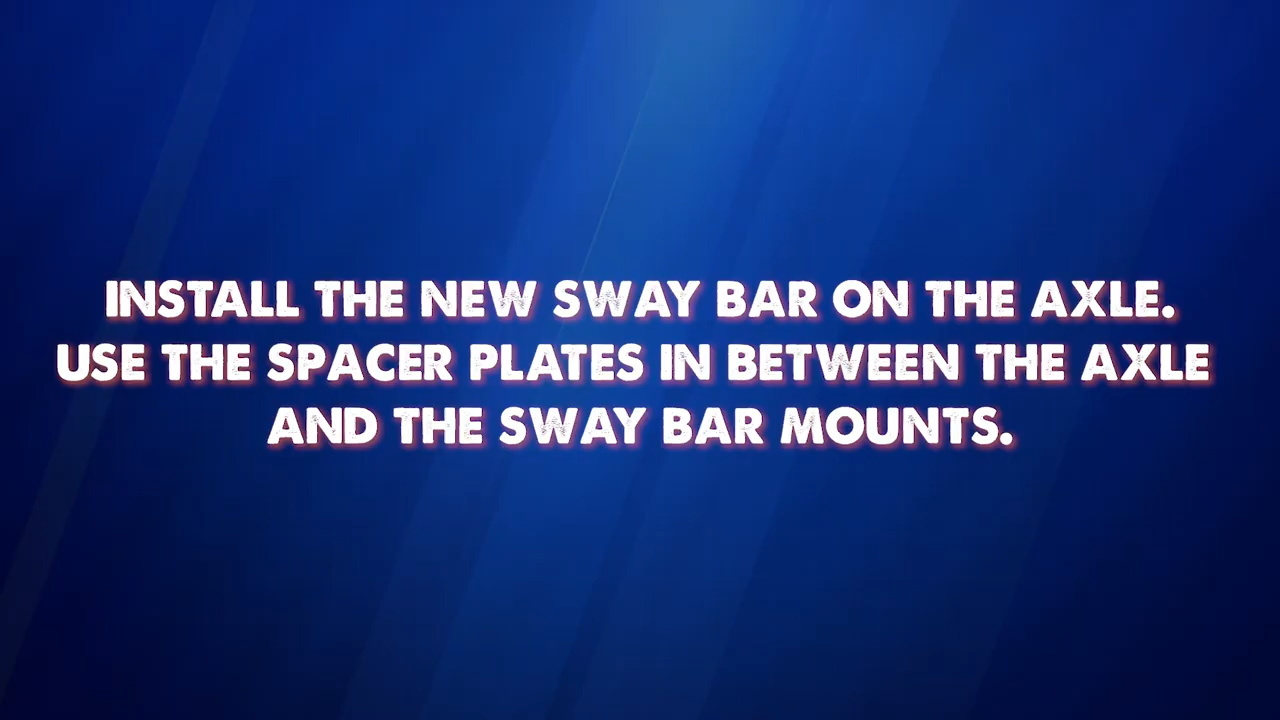 INSTALL THE NEW SWAY BAR ON THE AXLE.
USE THE SPACER PLATES IN BETWEEN THE AXLE
AND THE SWAY BAR MOUNTS.